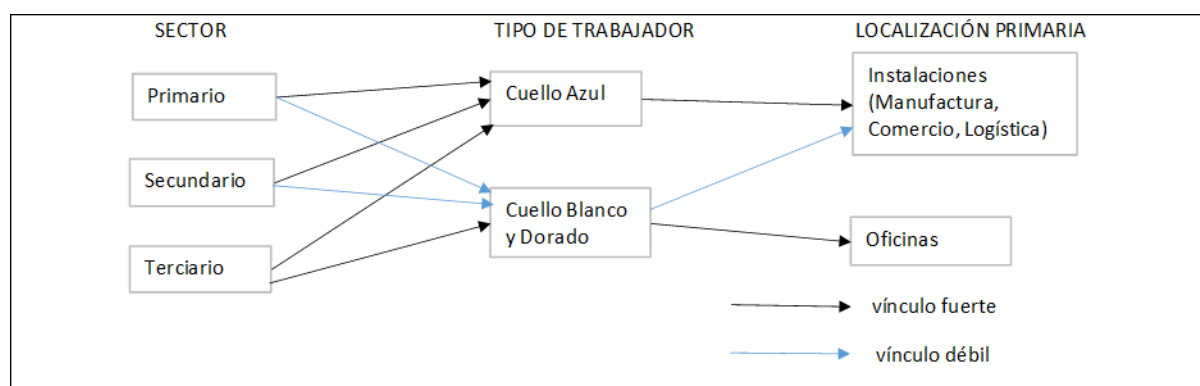 SECTOR
TIPO DE TRABAJADOR
LOCALIZACIÓN PRIMARIA
Primario
Cuello Azul
Instalaciones
(Manufactura,
Comercio, Logística)
Secundario
Cuello Blanco
y Dorado
Terciario
Oficinas
vínculo fuerte
vínculo débil